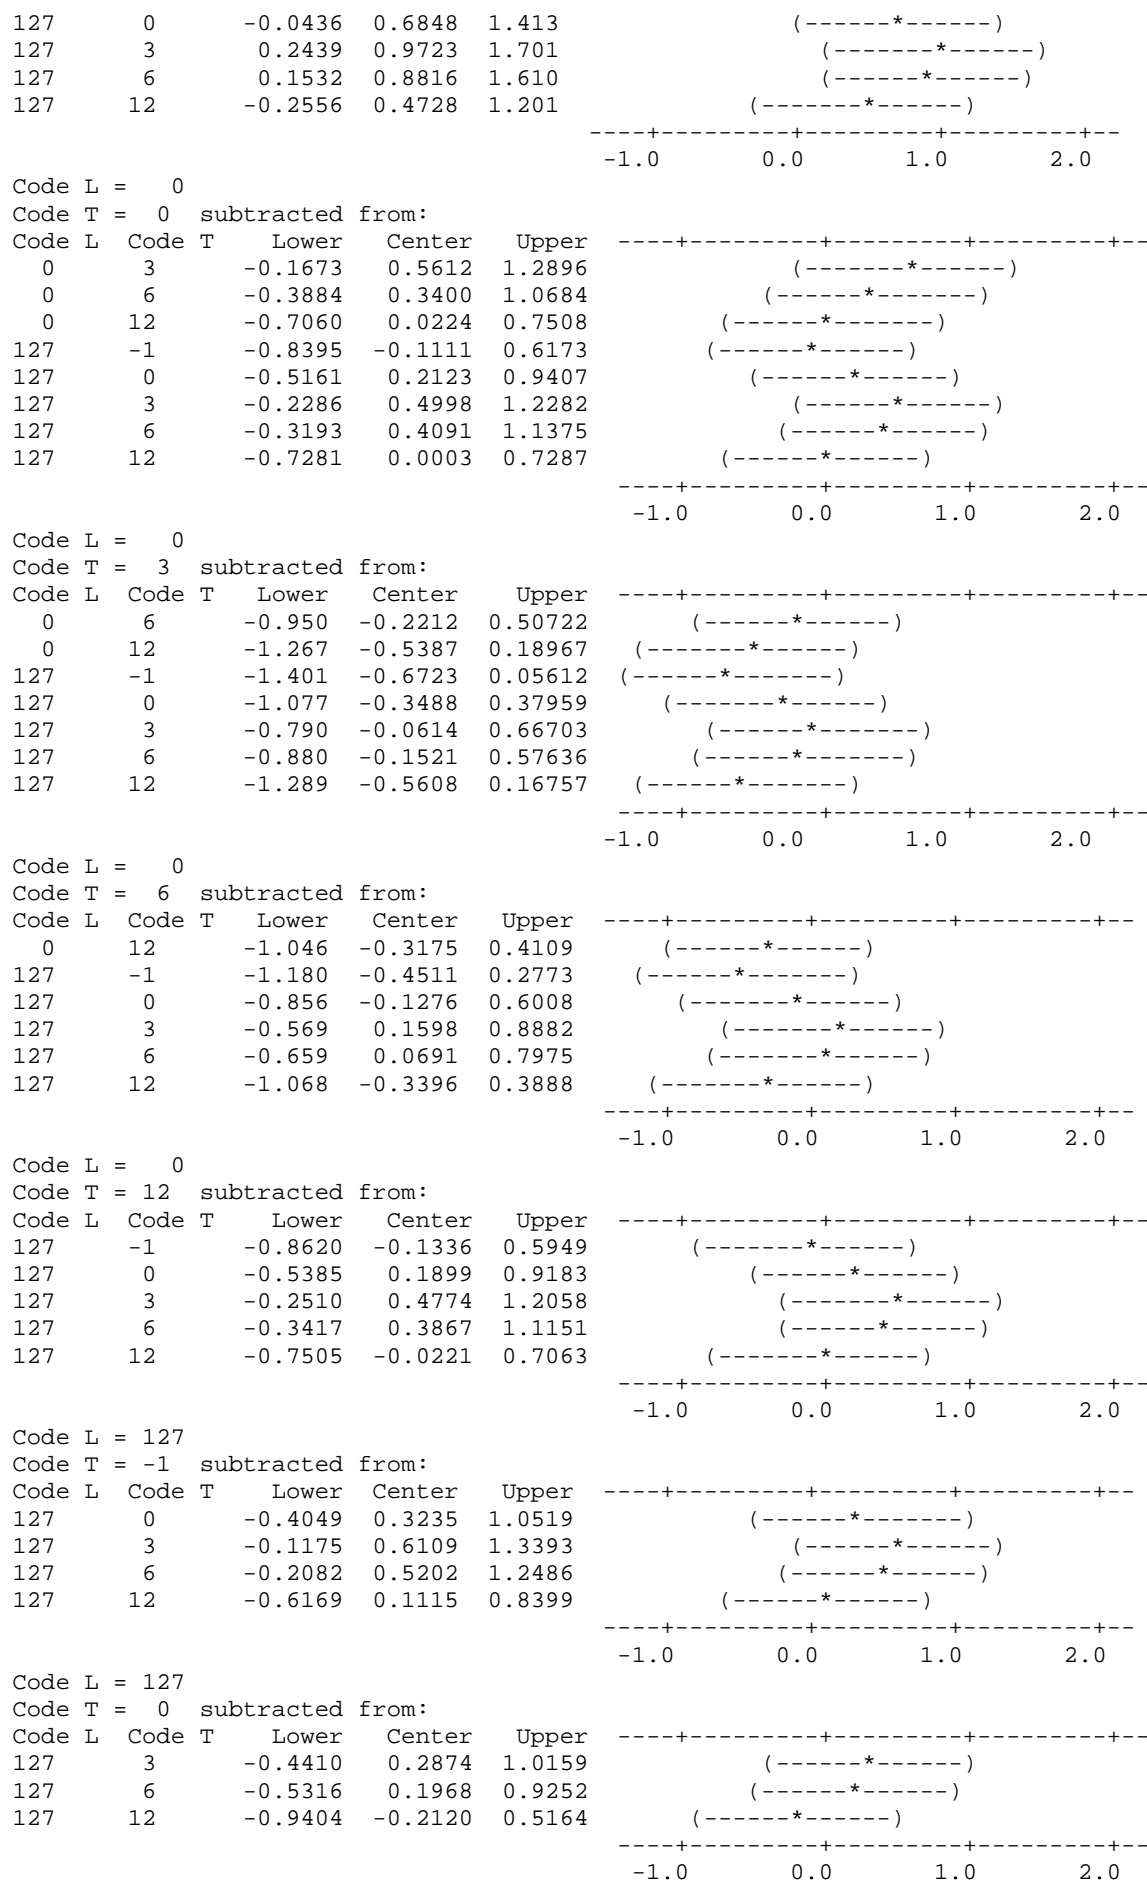 127      0      -0.0436  0.6848  1.413                (------*------)
127      3       0.2439  0.9723  1.701                  (-------*------)
127      6       0.1532  0.8816  1.610                  (------*------)
127     12      -0.2556  0.4728  1.201             (-------*------)
----+---------+---------+---------+--
-1.0       0.0       1.0       2.0
Code L =   0
Code T =  0  subtracted from:
Code L  Code T    Lower   Center   Upper  ----+---------+---------+---------+--
  0      3      -0.1673   0.5612  1.2896              (-------*------)
  0      6      -0.3884   0.3400  1.0684            (------*-------)
  0     12      -0.7060   0.0224  0.7508         (------*-------)
127     -1      -0.8395  -0.1111  0.6173        (------*------)
127      0      -0.5161   0.2123  0.9407           (------*------)
127      3      -0.2286   0.4998  1.2282              (------*------)
127      6      -0.3193   0.4091  1.1375             (------*------)
127     12      -0.7281   0.0003  0.7287         (------*------)
----+---------+---------+---------+--
-1.0       0.0       1.0       2.0
Code L =   0
Code T =  3  subtracted from:
Code L  Code T   Lower   Center    Upper  ----+---------+---------+---------+--
  0      6      -0.950  -0.2212  0.50722       (------*------)
  0     12      -1.267  -0.5387  0.18967   (-------*------)
127     -1      -1.401  -0.6723  0.05612  (------*-------)
127      0      -1.077  -0.3488  0.37959     (-------*------)
127      3      -0.790  -0.0614  0.66703        (------*-------)
127      6      -0.880  -0.1521  0.57636       (------*-------)
127     12      -1.289  -0.5608  0.16757   (------*-------)
----+---------+---------+---------+--
-1.0       0.0       1.0       2.0
Code L =   0
Code T =  6  subtracted from:
Code L  Code T   Lower   Center   Upper  ----+---------+---------+---------+--
  0     12      -1.046  -0.3175  0.4109      (------*------)
127     -1      -1.180  -0.4511  0.2773    (------*-------)
127      0      -0.856  -0.1276  0.6008       (-------*------)
127      3      -0.569   0.1598  0.8882          (-------*------)
127      6      -0.659   0.0691  0.7975         (-------*------)
127     12      -1.068  -0.3396  0.3888     (-------*------)
----+---------+---------+---------+--
-1.0       0.0       1.0       2.0
Code L =   0
Code T = 12  subtracted from:
Code L  Code T    Lower   Center   Upper  ----+---------+---------+---------+--
127     -1      -0.8620  -0.1336  0.5949       (-------*------)
127      0      -0.5385   0.1899  0.9183           (------*------)
127      3      -0.2510   0.4774  1.2058             (-------*------)
127      6      -0.3417   0.3867  1.1151             (------*------)
127     12      -0.7505  -0.0221  0.7063        (-------*------)
----+---------+---------+---------+--
-1.0       0.0       1.0       2.0
Code L = 127
Code T = -1  subtracted from:
Code L  Code T    Lower  Center   Upper  ----+---------+---------+---------+--
127      0      -0.4049  0.3235  1.0519            (------*-------)
127      3      -0.1175  0.6109  1.3393               (------*------)
127      6      -0.2082  0.5202  1.2486              (------*------)
127     12      -0.6169  0.1115  0.8399          (------*------)
----+---------+---------+---------+--
-1.0       0.0       1.0       2.0
Code L = 127
Code T =  0  subtracted from:
Code L  Code T    Lower   Center   Upper  ----+---------+---------+---------+--
127      3      -0.4410   0.2874  1.0159            (------*------)
127      6      -0.5316   0.1968  0.9252           (------*------)
127     12      -0.9404  -0.2120  0.5164       (------*------)
----+---------+---------+---------+--
-1.0       0.0       1.0       2.0